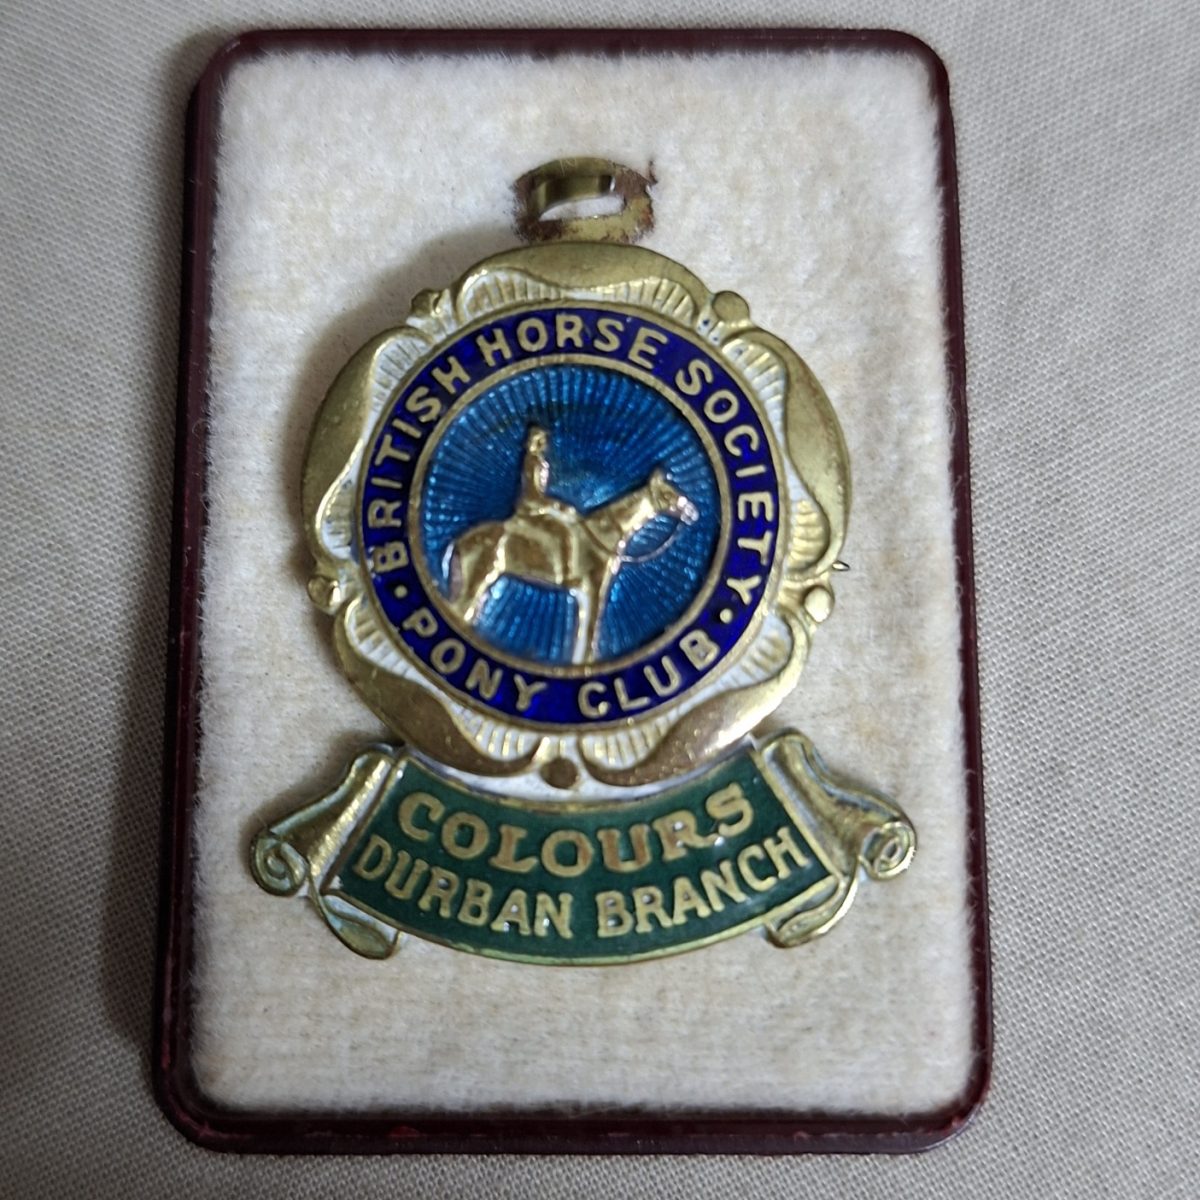 BRITISH HORSE SOCIETY
· PONY CLUB ·
COLOURS
DURBAN BRANCH